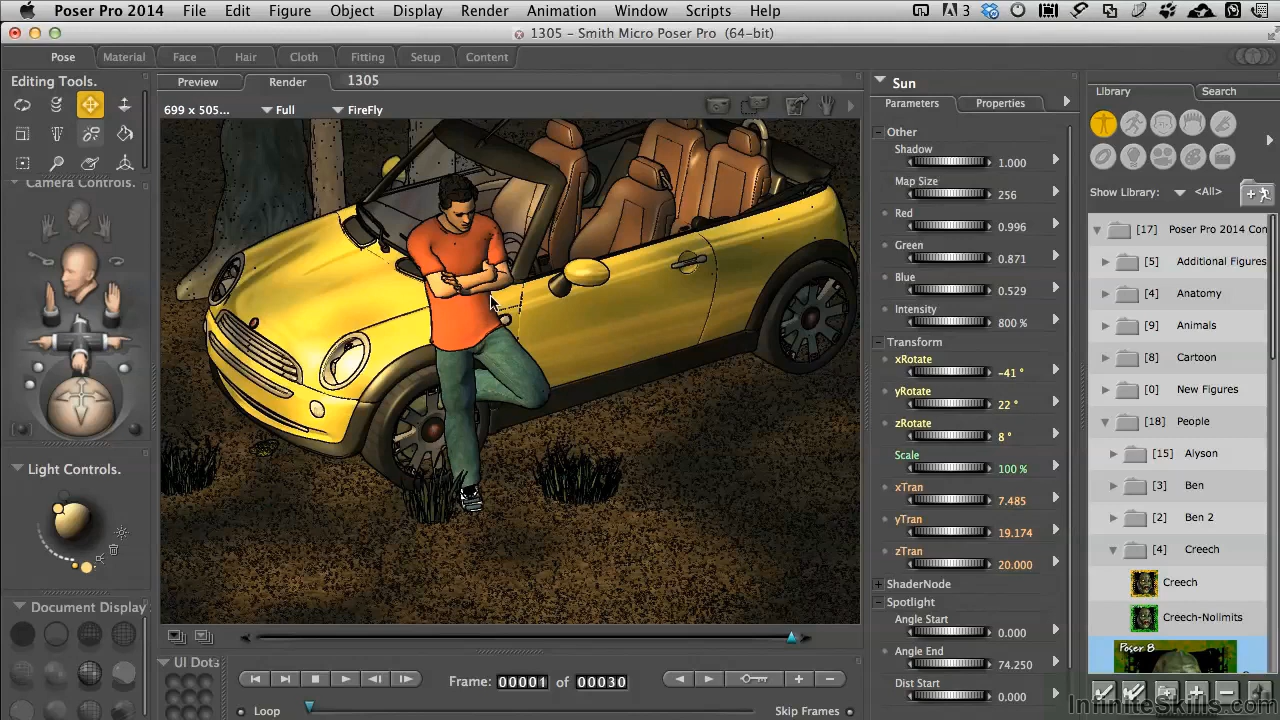 Poser Pro 2014 File Edit Figure Object Display Render Animation Window Scripts Help 3
1305 - Smith Micro Poser Pro (64-bit)
Pose Material Face Hair Cloth Fitting Setup Content
Editing Tools.
Preview Render 1305
699 x 505... Full FireFly
Camera Controls.
Light Controls.
Document Display
UI Dots
Frame: 00001 of 00030
Loop Skip Frames
Sun
Parameters Properties
Other
Shadow
1.000
Map Size
256
Red
0.996
Green
0.871
Blue
0.529
Intensity
800 %
Transform
xRotate
-41 °
yRotate
22 °
zRotate
8 °
Scale
100 %
xTran
7.485
yTran
19.174
zTran
20.000
ShaderNode
Spotlight
Angle Start
0.000
Angle End
74.250
Dist Start
0.000
Library Search
Show Library: <All>
[17] Poser Pro 2014 Con
[5] Additional Figures
[4] Anatomy
[9] Animals
[8] Cartoon
[0] New Figures
[18] People
[15] Alyson
[3] Ben
[2] Ben 2
[4] Creech
Creech
Creech-Nolimits
Poser 8
InfiniteSkills.com